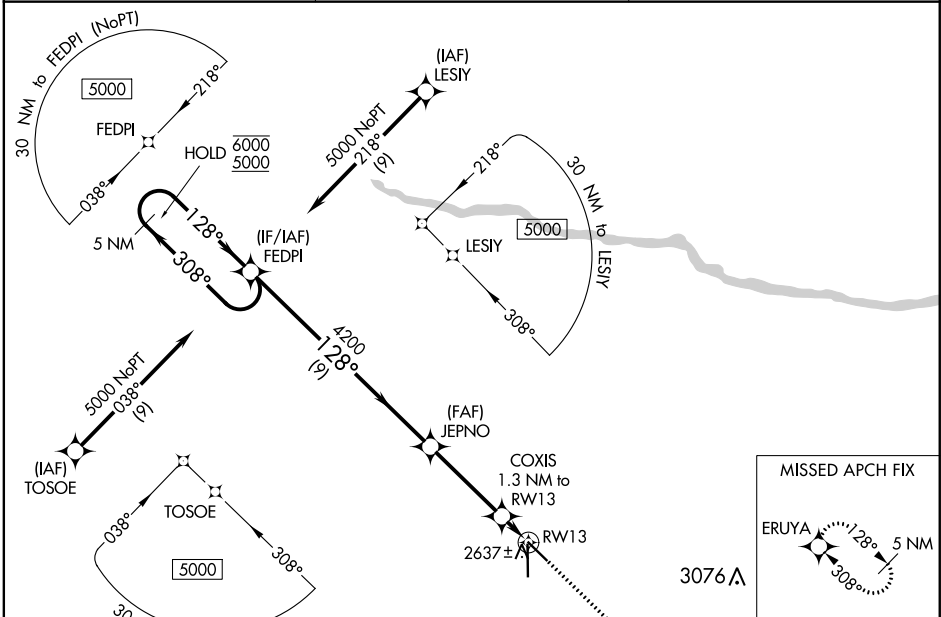 30 NM to FEDPI (NoPT)
5000
218°
FEDPI
038°
HOLD
6000
5000
(IAF)
LESIY
5000 NoPT
218°
(9)
128°
5 NM
308°
(IF/IAF)
FEDPI
218°
30 NM to LESIY
5000
LESIY
308°
4200
128°
(9)
5000 NoPT
038°
(9)
(IAF)
TOSOE
(FAF)
JEPNO
COXIS
1.3 NM to
RW13
RW13
2637±
3076
038°
TOSOE
308°
5000
30
MISSED APCH FIX
ERUYA
128°
5 NM
308°